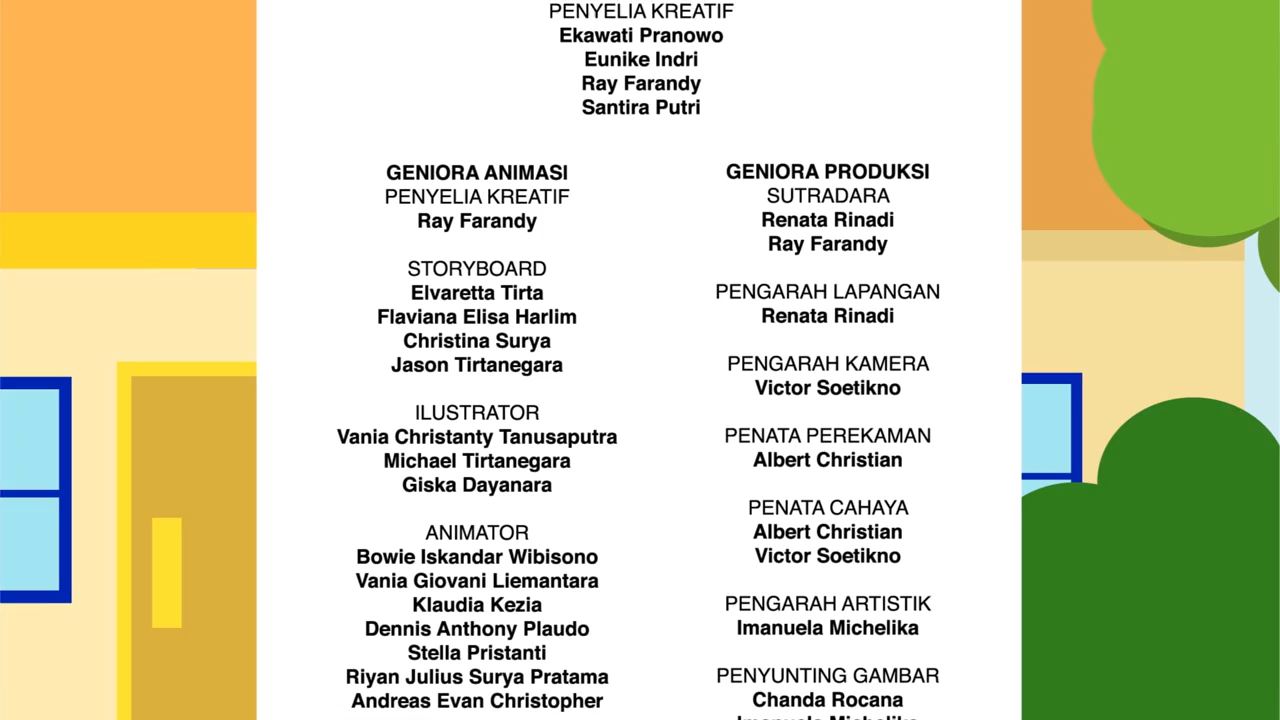 PENYELIA KREATIF
Ekawati Pranowo
Eunike Indri
Ray Farandy
Santira Putri
GENIORA ANIMASI
PENYELIA KREATIF
Ray Farandy
STORYBOARD
Elvaretta Tirta
Flaviana Elisa Harlim
Christina Surya
Jason Tirtanegara
ILUSTRATOR
Vania Christanty Tanusaputra
Michael Tirtanegara
Giska Dayanara
ANIMATOR
Bowie Iskandar Wibisono
Vania Giovani Liemantara
Klaudia Kezia
Dennis Anthony Plaudo
Stella Pristanti
Riyan Julius Surya Pratama
Andreas Evan Christopher
GENIORA PRODUKSI
SUTRADARA
Renata Rinadi
Ray Farandy
PENGARAH LAPANGAN
Renata Rinadi
PENGARAH KAMERA
Victor Soetikno
PENATA PEREKAMAN
Albert Christian
PENATA CAHAYA
Albert Christian
Victor Soetikno
PENGARAH ARTISTIK
Imanuela Michelika
PENYUNTING GAMBAR
Chanda Rocana
Imanuela Michelika